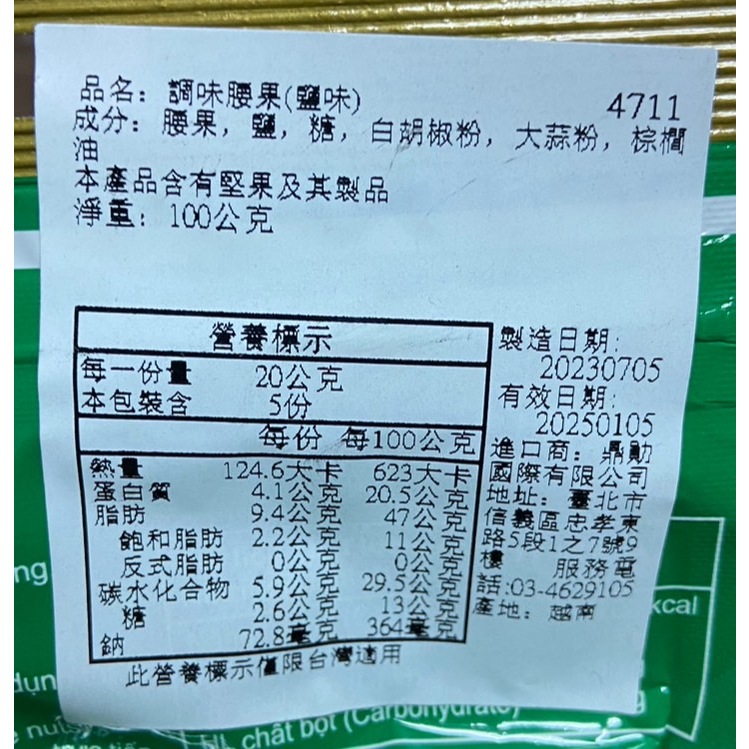 品名: 調味腰果(鹽味)
4711
成分: 腰果, 鹽, 糖, 白胡椒粉, 大蒜粉, 棕櫚
油
本產品含有堅果及其製品
淨重: 100公克
營養標示
每一份量 20公克
本包裝含 5份
每份 每100公克
熱量 124.6大卡 623大卡
蛋白質 4.1公克 20.5公克
脂肪 9.4公克 47公克
飽和脂肪 2.2公克 11公克
反式脂肪 0公克 0公克
碳水化合物 5.9公克 29.5公克
糖 2.6公克 13公克
鈉 72.8毫克 364毫克
此營養標示僅限台灣適用
製造日期:
20230705
有效日期:
20250105
進口商: 鼎勛
國際有限公司
地址: 臺北市
信義區忠孝東
路5段1之7號9
樓 服務電
話:03-4629105
產地: 越南
ng
kcal
g
chất bột (Carbohydrate)